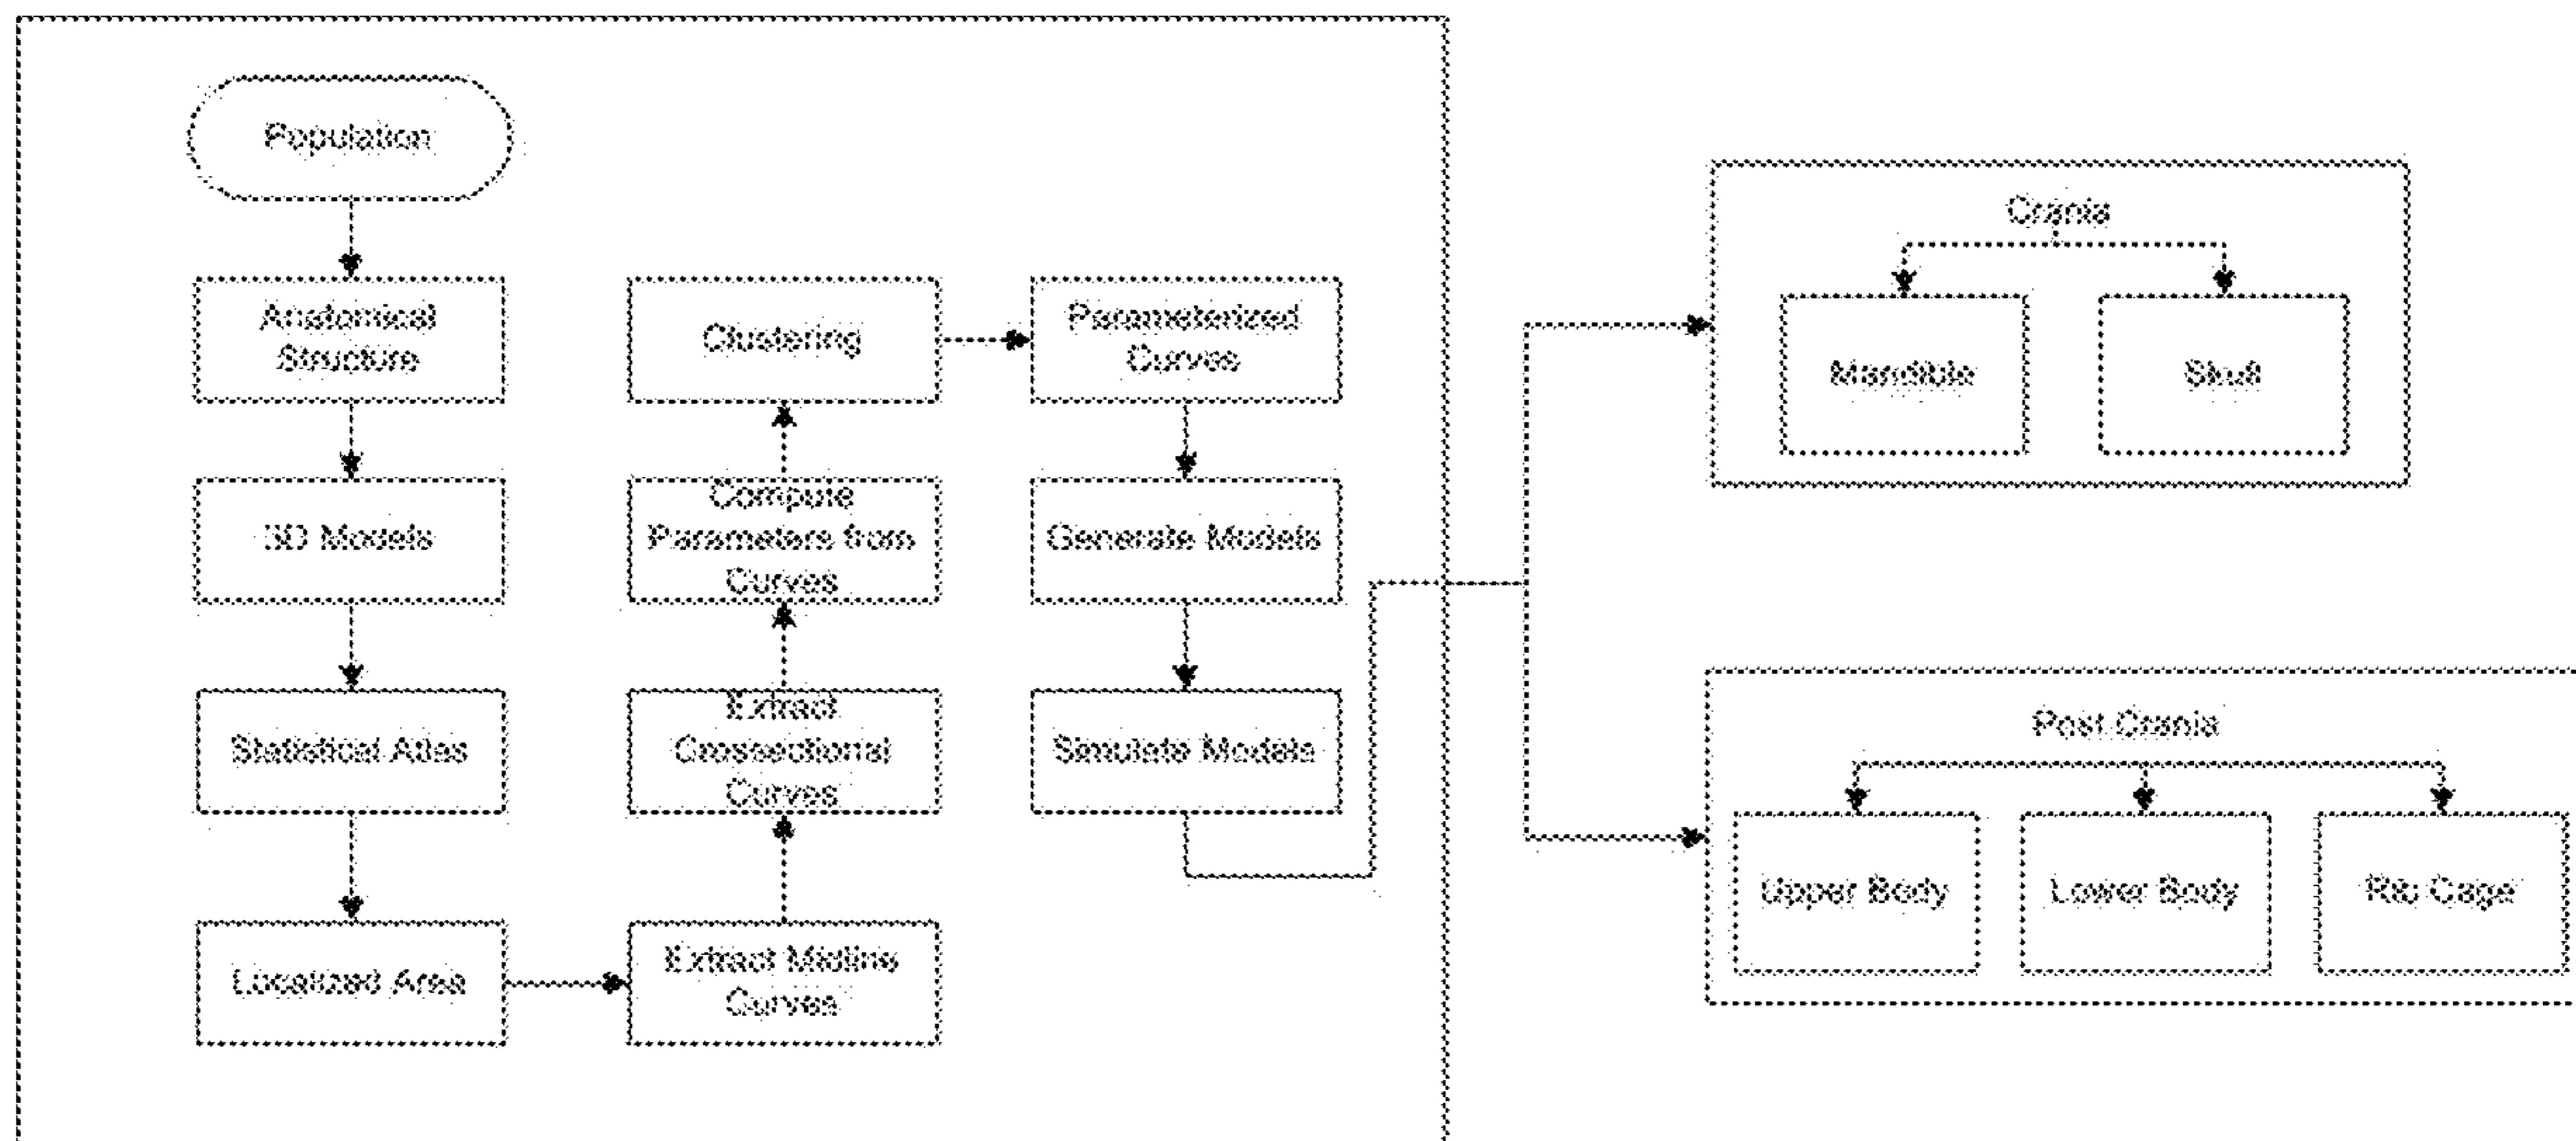 Population
Anatomical
Structure
3D Models
Statistical Atlas
Localized Area
Clustering
Compute
Parameters from
Curves
Extract
Crossectional
Curves
Extract Midline
Curves
Parameterized
Curves
Generate Models
Simulate Models
Crania
Mandible
Skull
Post Crania
Upper Body
Lower Body
Rib Cage